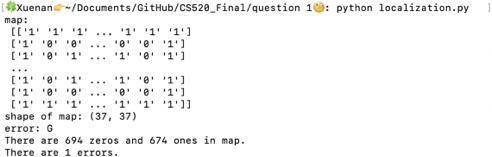 [🍀Xuenan👉~/Documents/GitHub/CS520_Final/question 1🧐: python localization.py ]
map:
[['1' '1' '1' ... '1' '1' '1']
['1' '0' '0' ... '0' '0' '1']
['1' '0' '1' ... '1' '0' '1']
...
['1' '0' '1' ... '1' '0' '1']
['1' '0' '0' ... '0' '0' '1']
['1' '1' '1' ... '1' '1' '1']]
shape of map: (37, 37)
error: G
There are 694 zeros and 674 ones in map.
There are 1 errors.